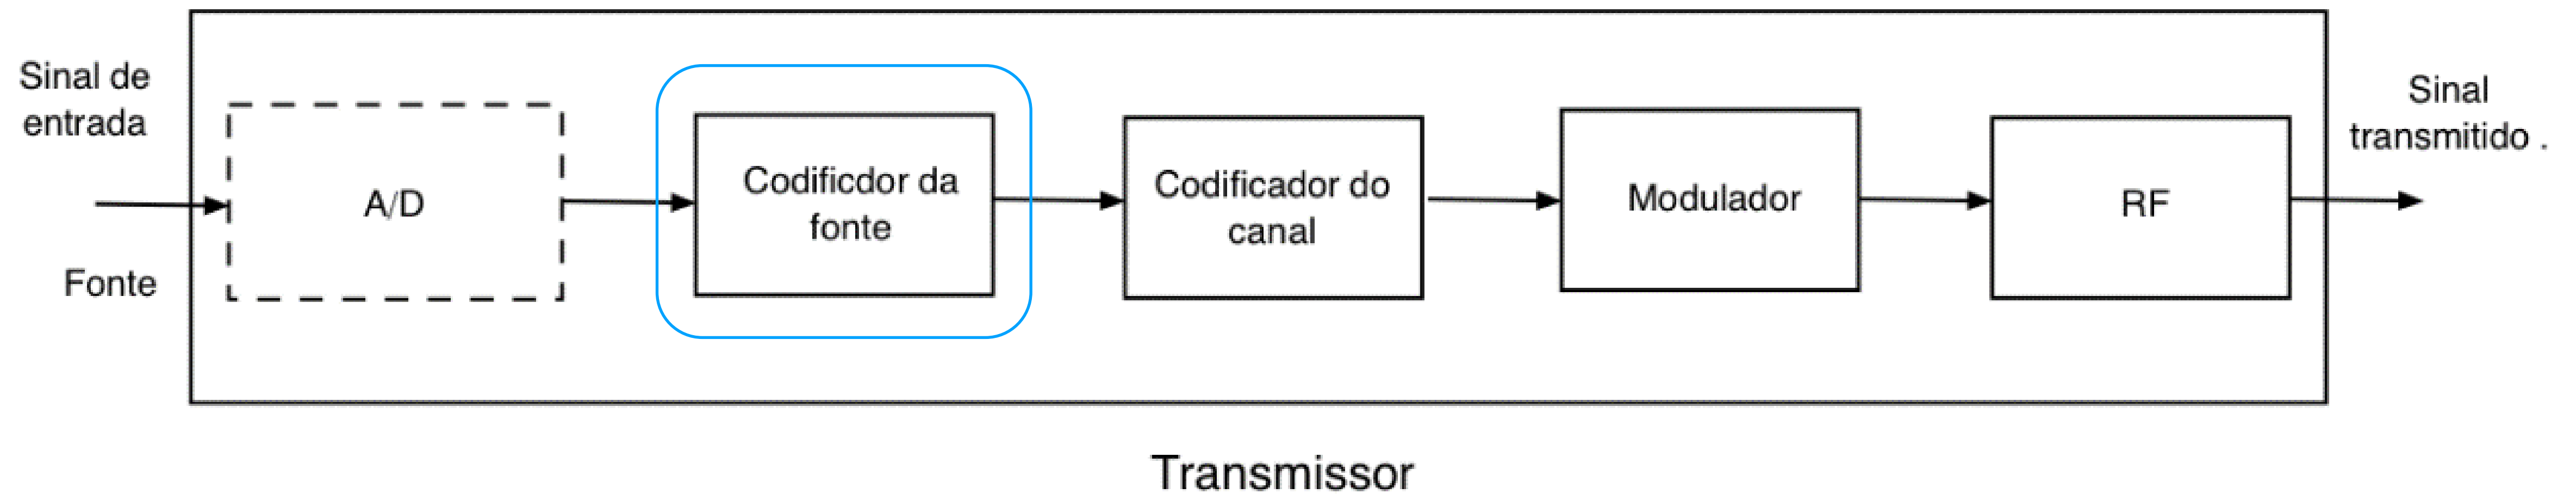 Sinal de
entrada
Fonte
A/D
Codificdor da
fonte
Codificador do
canal
Modulador
RF
Sinal
transmitido .
Transmissor